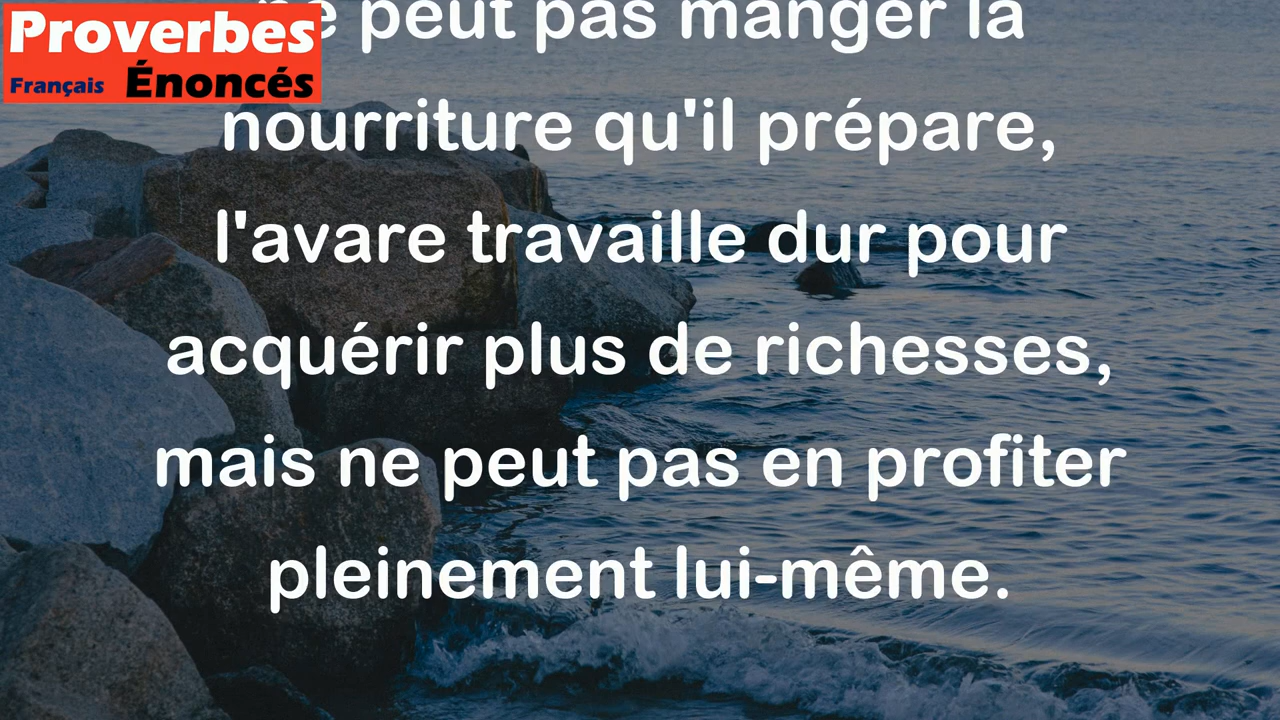 Proverbes
Français Énoncés
ne peut pas manger la
nourriture qu'il prépare,
l'avare travaille dur pour
acquérir plus de richesses,
mais ne peut pas en profiter
pleinement lui-même.